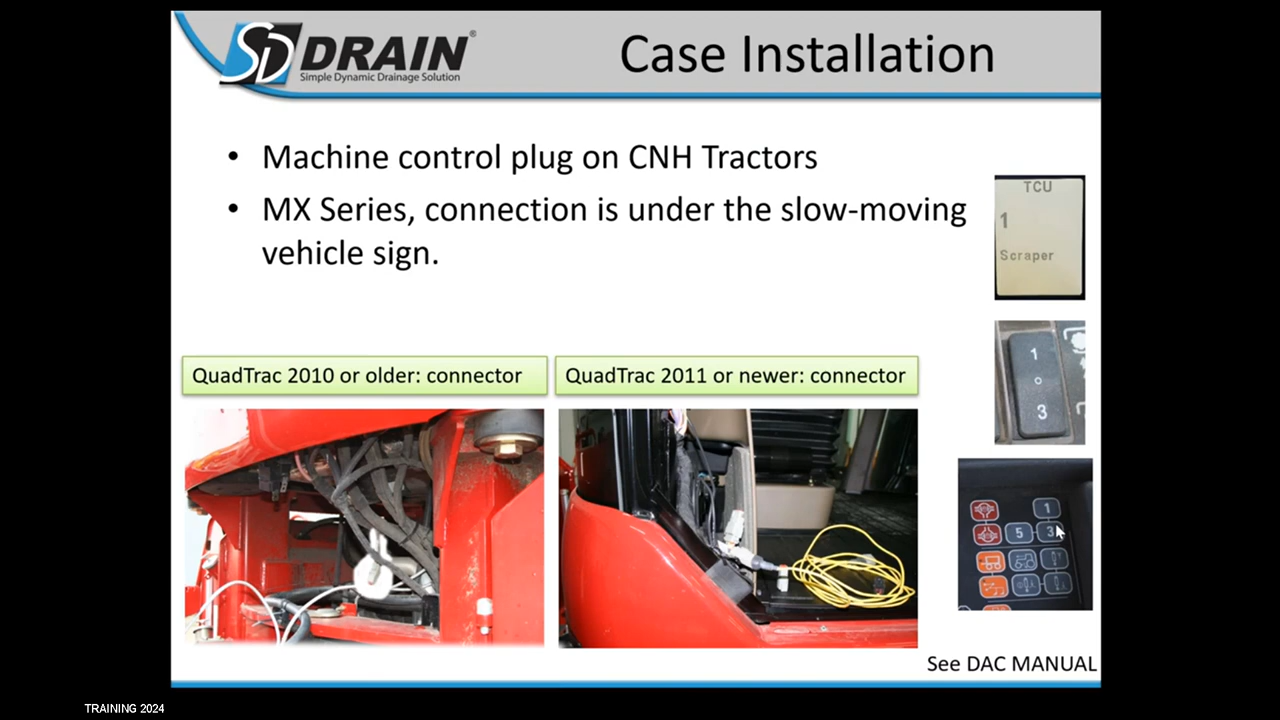 SD DRAIN®
Simple Dynamic Drainage Solution
Case Installation
• Machine control plug on CNH Tractors
• MX Series, connection is under the slow-moving
vehicle sign.
TCU
1
Scraper
1
3
QuadTrac 2010 or older: connector
QuadTrac 2011 or newer: connector
1
5 3
See DAC MANUAL
TRAINING 2024